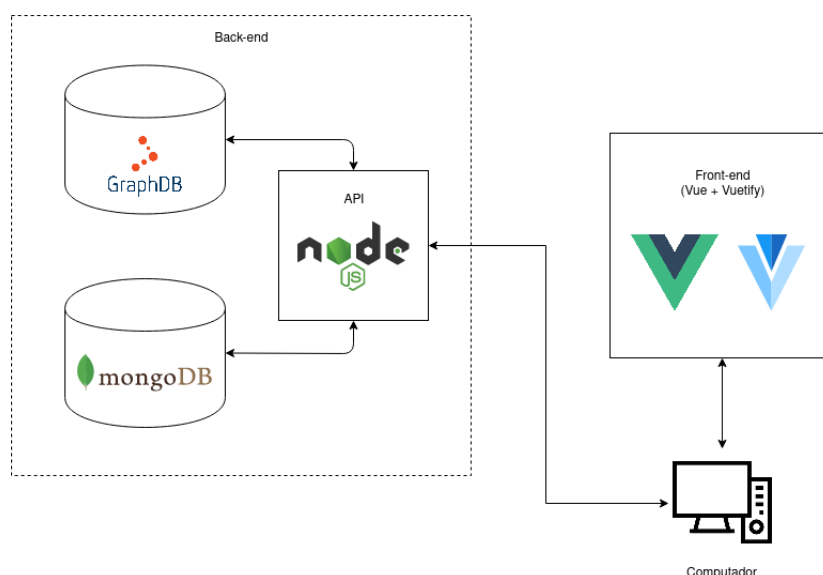 Back-end
GraphDB
API
node
JS
mongoDB
Front-end
(Vue + Vuetify)
Computador